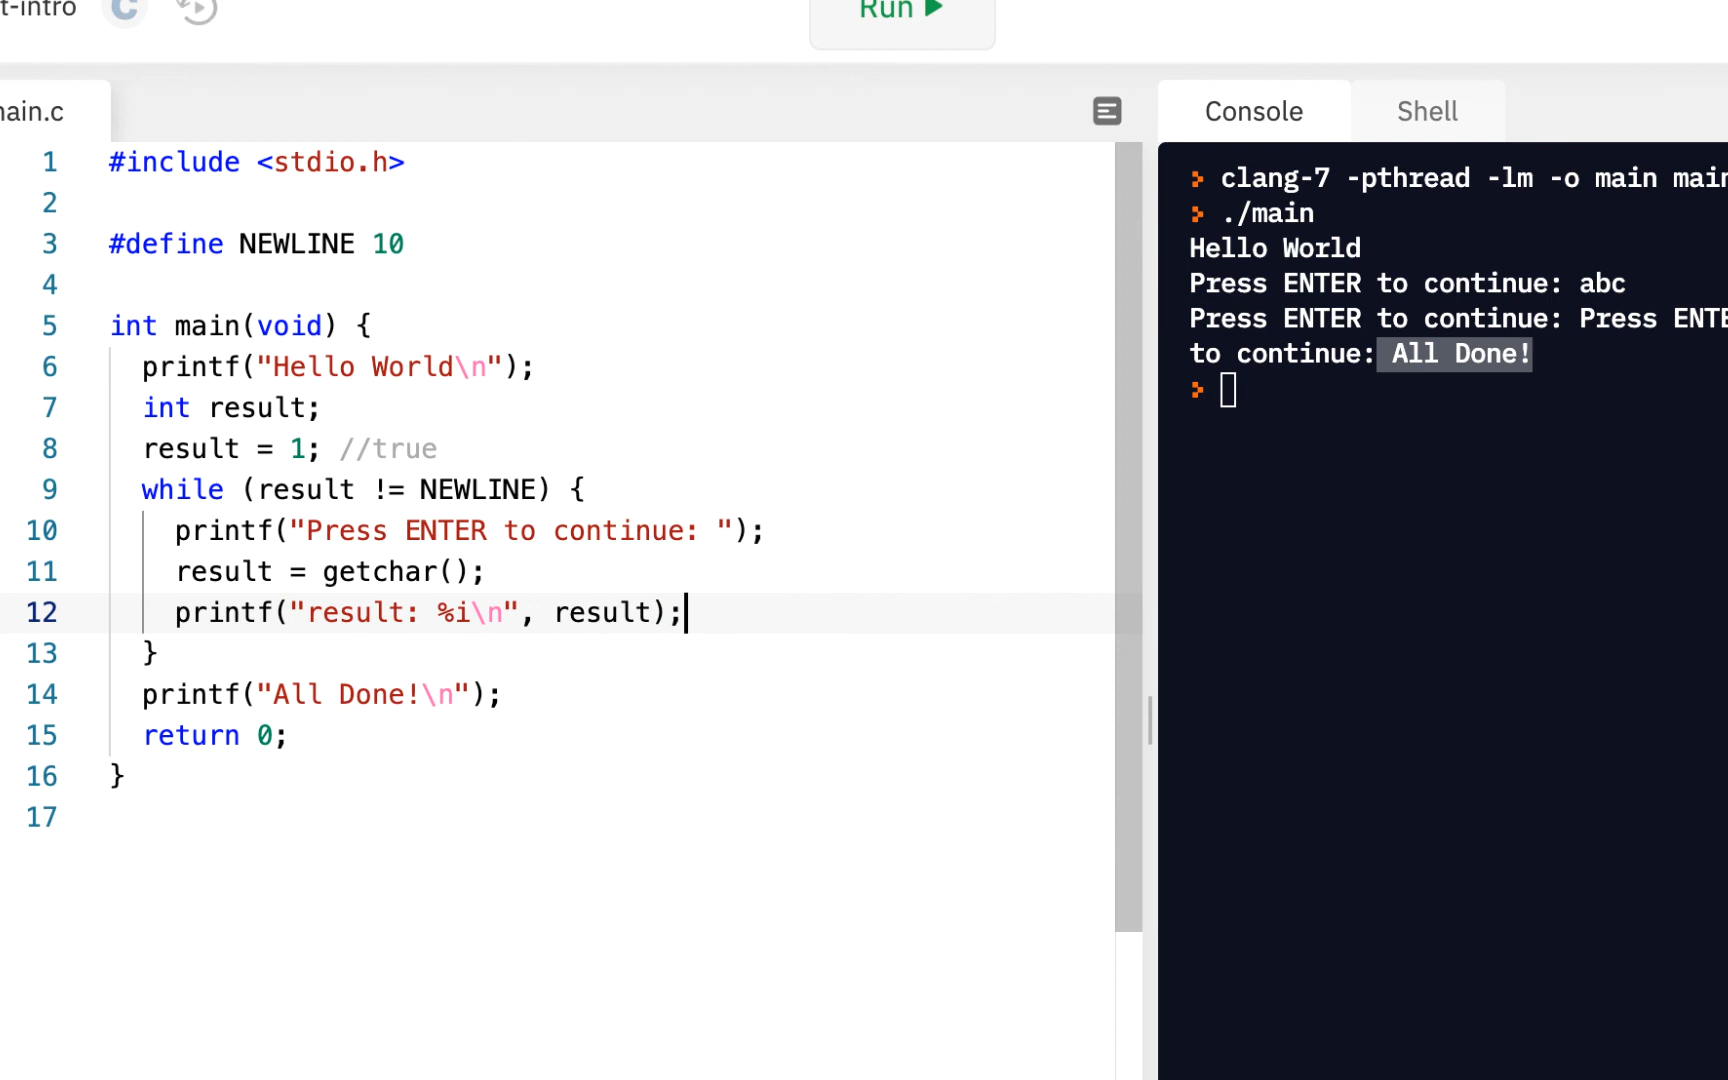 t-intro
C
Run
main.c
Console
Shell
1 #include <stdio.h>
2
3 #define NEWLINE 10
4
5 int main(void) {
6 printf("Hello World\n");
7 int result;
8 result = 1; //true
9 while (result != NEWLINE) {
10 printf("Press ENTER to continue: ");
11 result = getchar();
12 printf("result: %i\n", result);
13 }
14 printf("All Done!\n");
15 return 0;
16 }
17
clang-7 -pthread -lm -o main main
./main
Hello World
Press ENTER to continue: abc
Press ENTER to continue: Press ENTE
to continue: All Done!